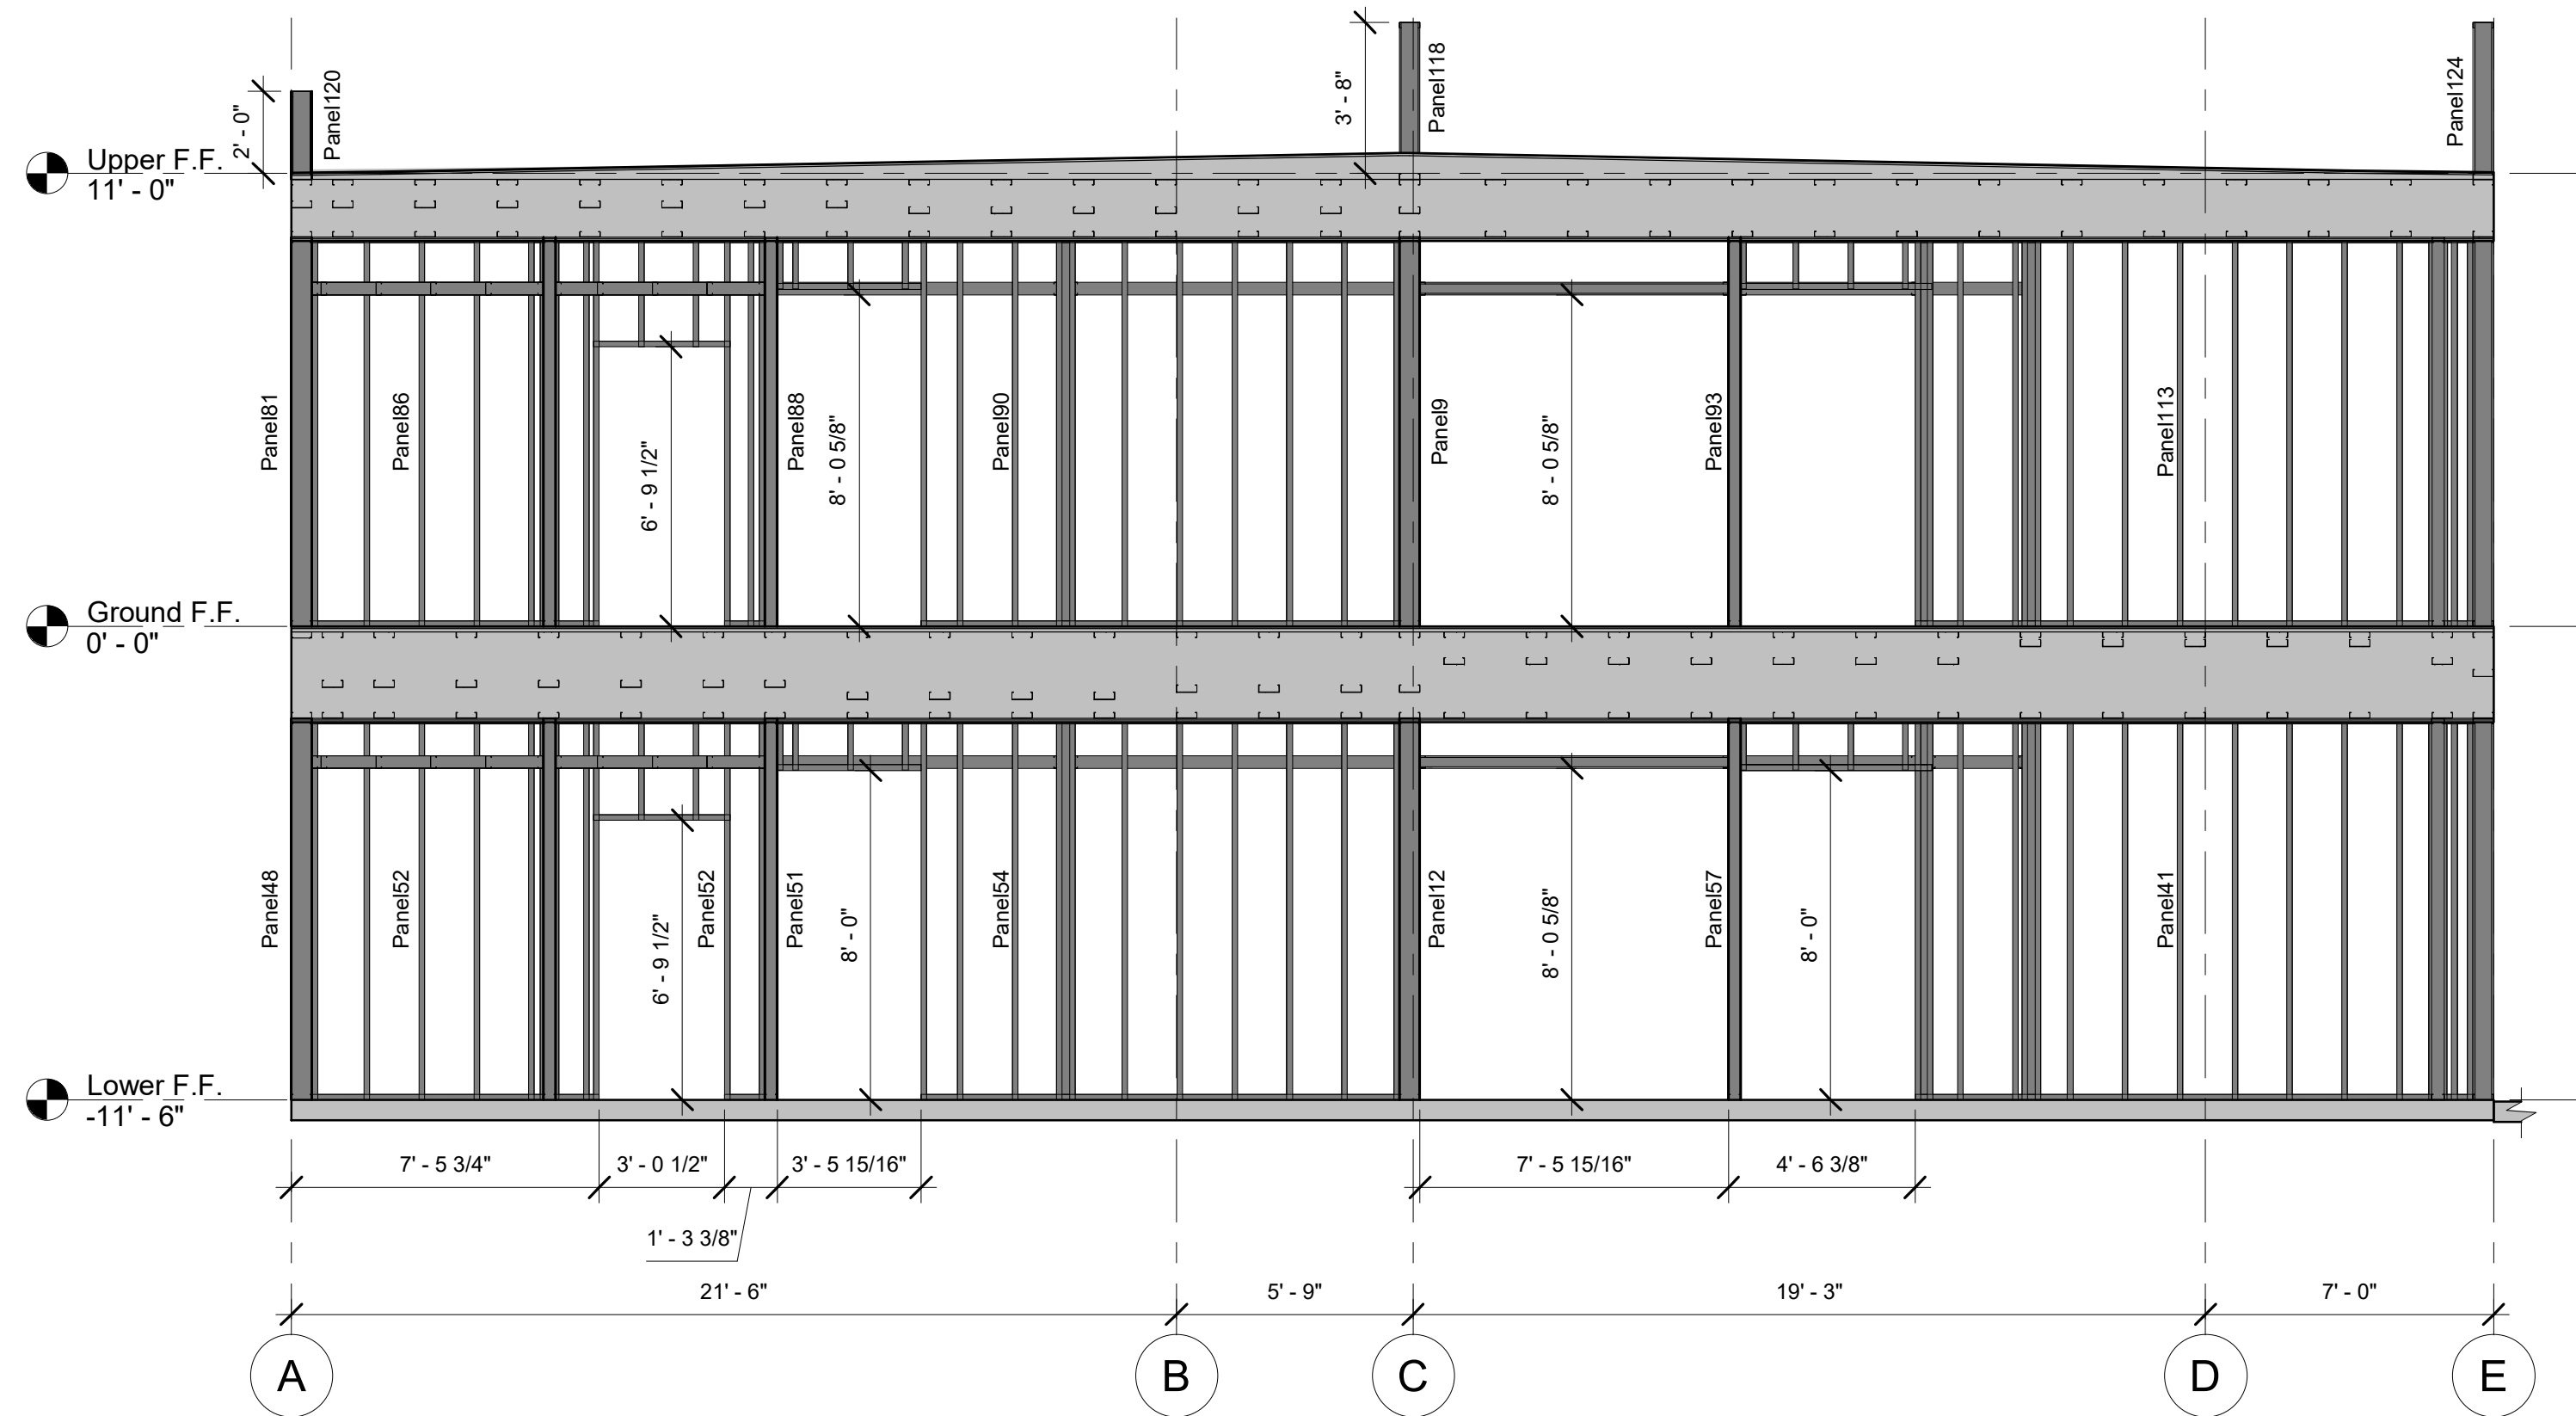 Panel120
2' - 0"
3' - 8"
Panel118
Panel124
Upper F.F.
11' - 0"
Panel81
Panel86
6' - 9 1/2"
Panel88
8' - 0 5/8"
Panel90
Panel9
8' - 0 5/8"
Panel93
Panel113
Ground F.F.
0' - 0"
Panel48
Panel52
6' - 9 1/2"
Panel52
Panel51
8' - 0"
Panel54
Panel12
8' - 0 5/8"
Panel57
8' - 0"
Panel41
Lower F.F.
-11' - 6"
7' - 5 3/4"
3' - 0 1/2"
3' - 5 15/16"
7' - 5 15/16"
4' - 6 3/8"
1' - 3 3/8"
21' - 6"
5' - 9"
19' - 3"
7' - 0"
A
B
C
D
E